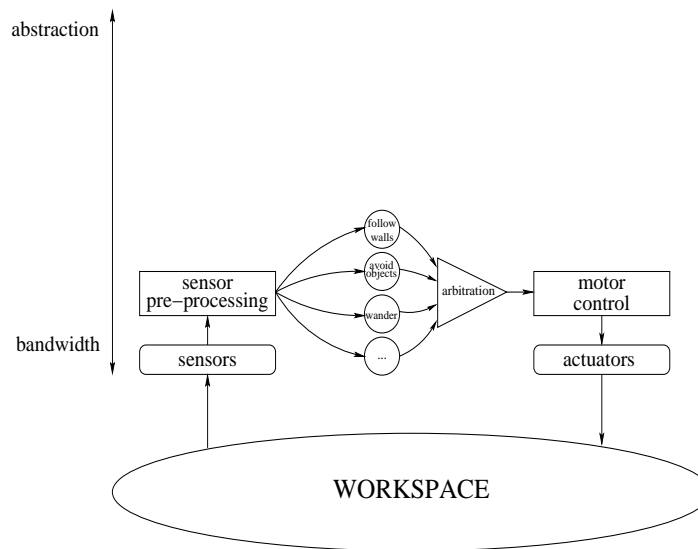 abstraction
follow
walls
avoid
objects
sensor
pre−processing
arbitration
motor
control
wander
bandwidth
sensors
...
actuators
WORKSPACE